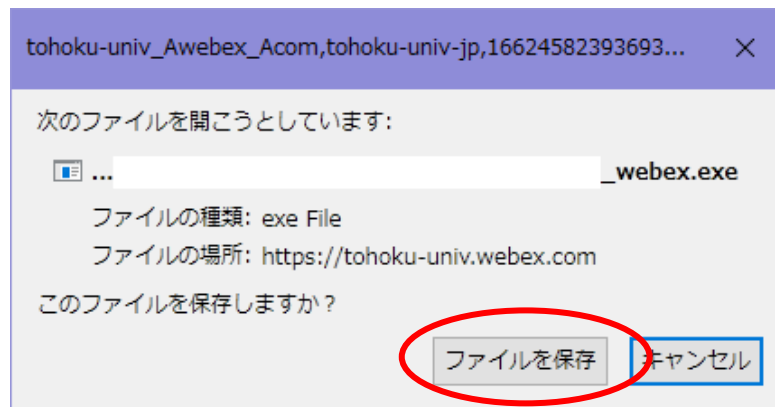 tohoku-univ_Awebex_Acom,tohoku-univ-jp,16624582393693...
次のファイルを開こうとしています:
... _webex.exe
ファイルの種類: exe File
ファイルの場所: https://tohoku-univ.webex.com
このファイルを保存しますか？
ファイルを保存 キャンセル